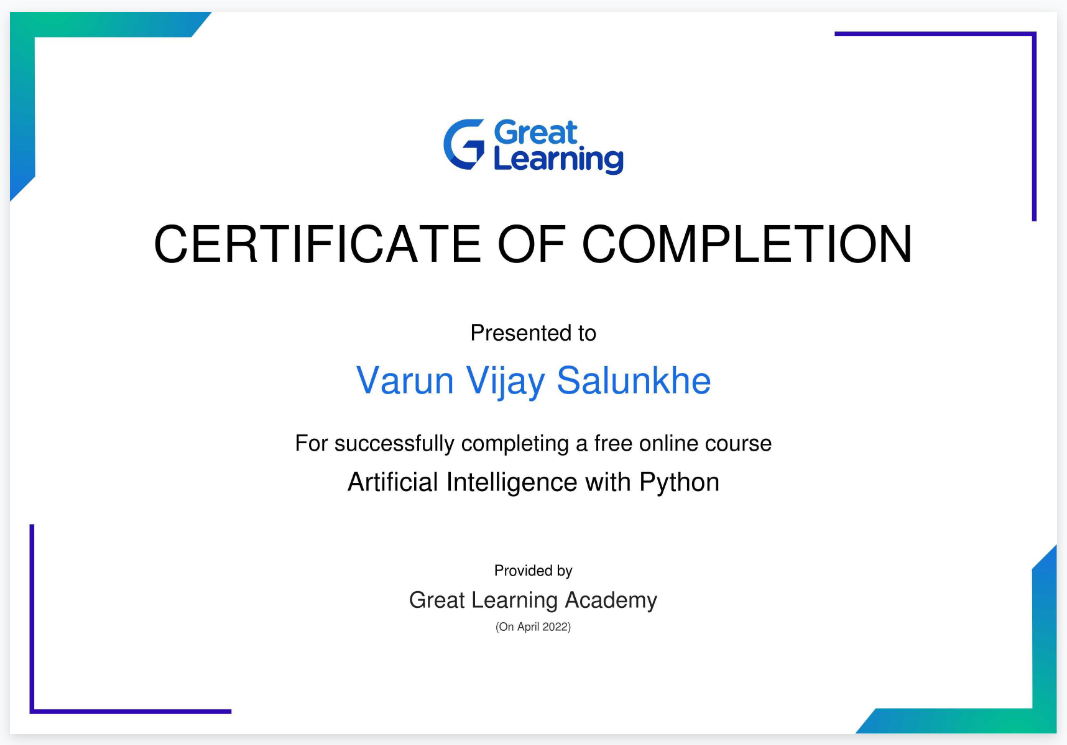 Great
Learning
CERTIFICATE OF COMPLETION
Presented to
Varun Vijay Salunkhe
For successfully completing a free online course
Artificial Intelligence with Python
Provided by
Great Learning Academy
(On April 2022)